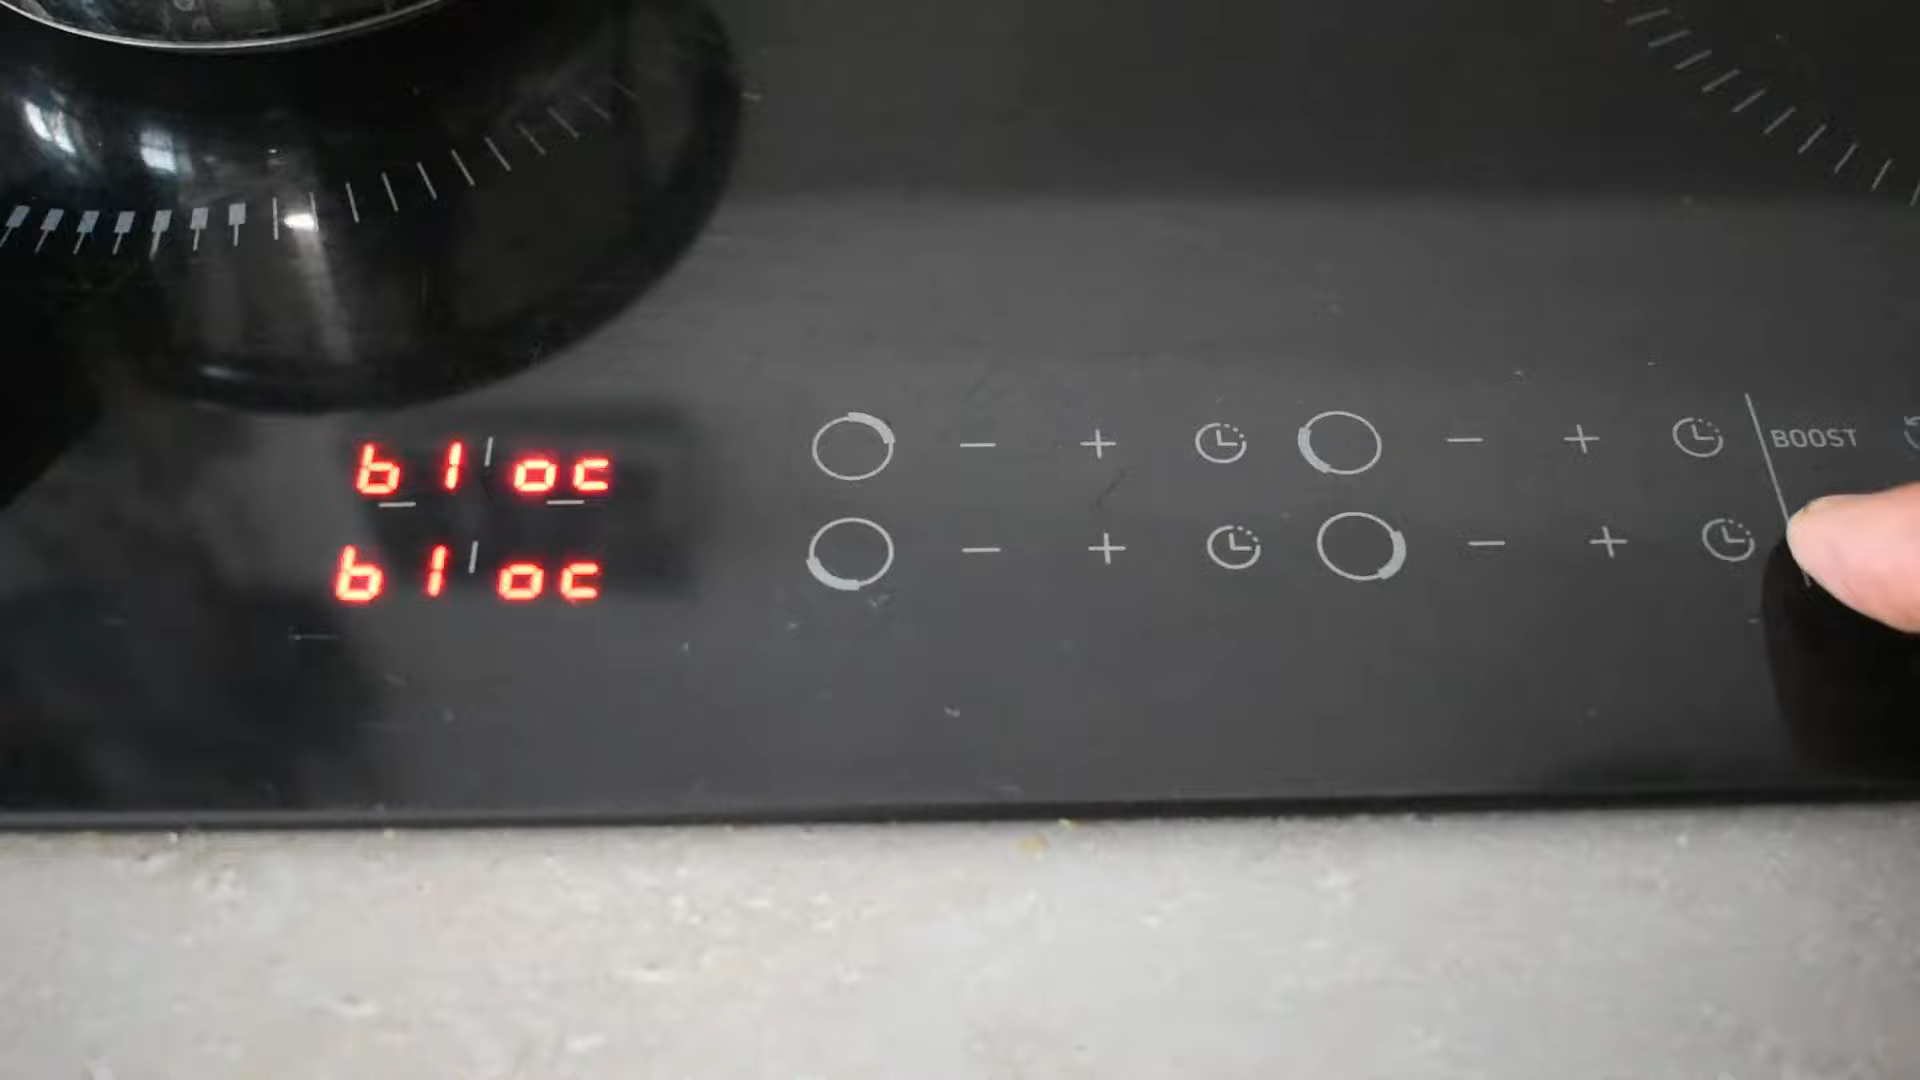 bloc
- + - + BOOST
bloc
- + - +